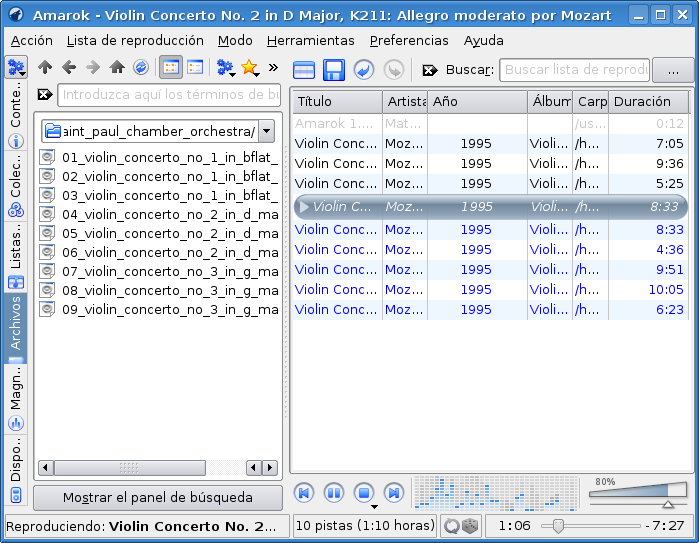 Amarok - Violin Concerto No. 2 in D Major, K211: Allegro moderato por Mozart
Acción Lista de reproducción Modo Herramientas Preferencias Ayuda
Introduzca aquí los términos de bú
Buscar: Buscar lista de reprodu ...
Conte..
Colec..
Listas..
Archivos
Magn..
Dispo..
aint_paul_chamber_orchestra/
01_violin_concerto_no_1_in_bflat_
02_violin_concerto_no_1_in_bflat_
03_violin_concerto_no_1_in_bflat_
04_violin_concerto_no_2_in_d_ma
05_violin_concerto_no_2_in_d_ma
06_violin_concerto_no_2_in_d_ma
07_violin_concerto_no_3_in_g_ma
08_violin_concerto_no_3_in_g_ma
09_violin_concerto_no_3_in_g_ma
Mostrar el panel de búsqueda
Título Artista Año Álbum Carp Duración
Amarok 1.... Mat... /us... 0:12
Violin Conc... Moz... 1995 Violi... /h... 7:05
Violin Conc... Moz... 1995 Violi... /h... 9:36
Violin Conc... Moz... 1995 Violi... /h... 5:25
Violin C... Moz... 1995 Violi... /h... 8:33
Violin Conc... Moz... 1995 Violi... /h... 8:33
Violin Conc... Moz... 1995 Violi... /h... 4:36
Violin Conc... Moz... 1995 Violi... /h... 9:51
Violin Conc... Moz... 1995 Violi... /h... 10:05
Violin Conc... Moz... 1995 Violi... /h... 6:23
80%
Reproduciendo: Violin Concerto No. 2... 10 pistas (1:10 horas) 1:06 -7:27